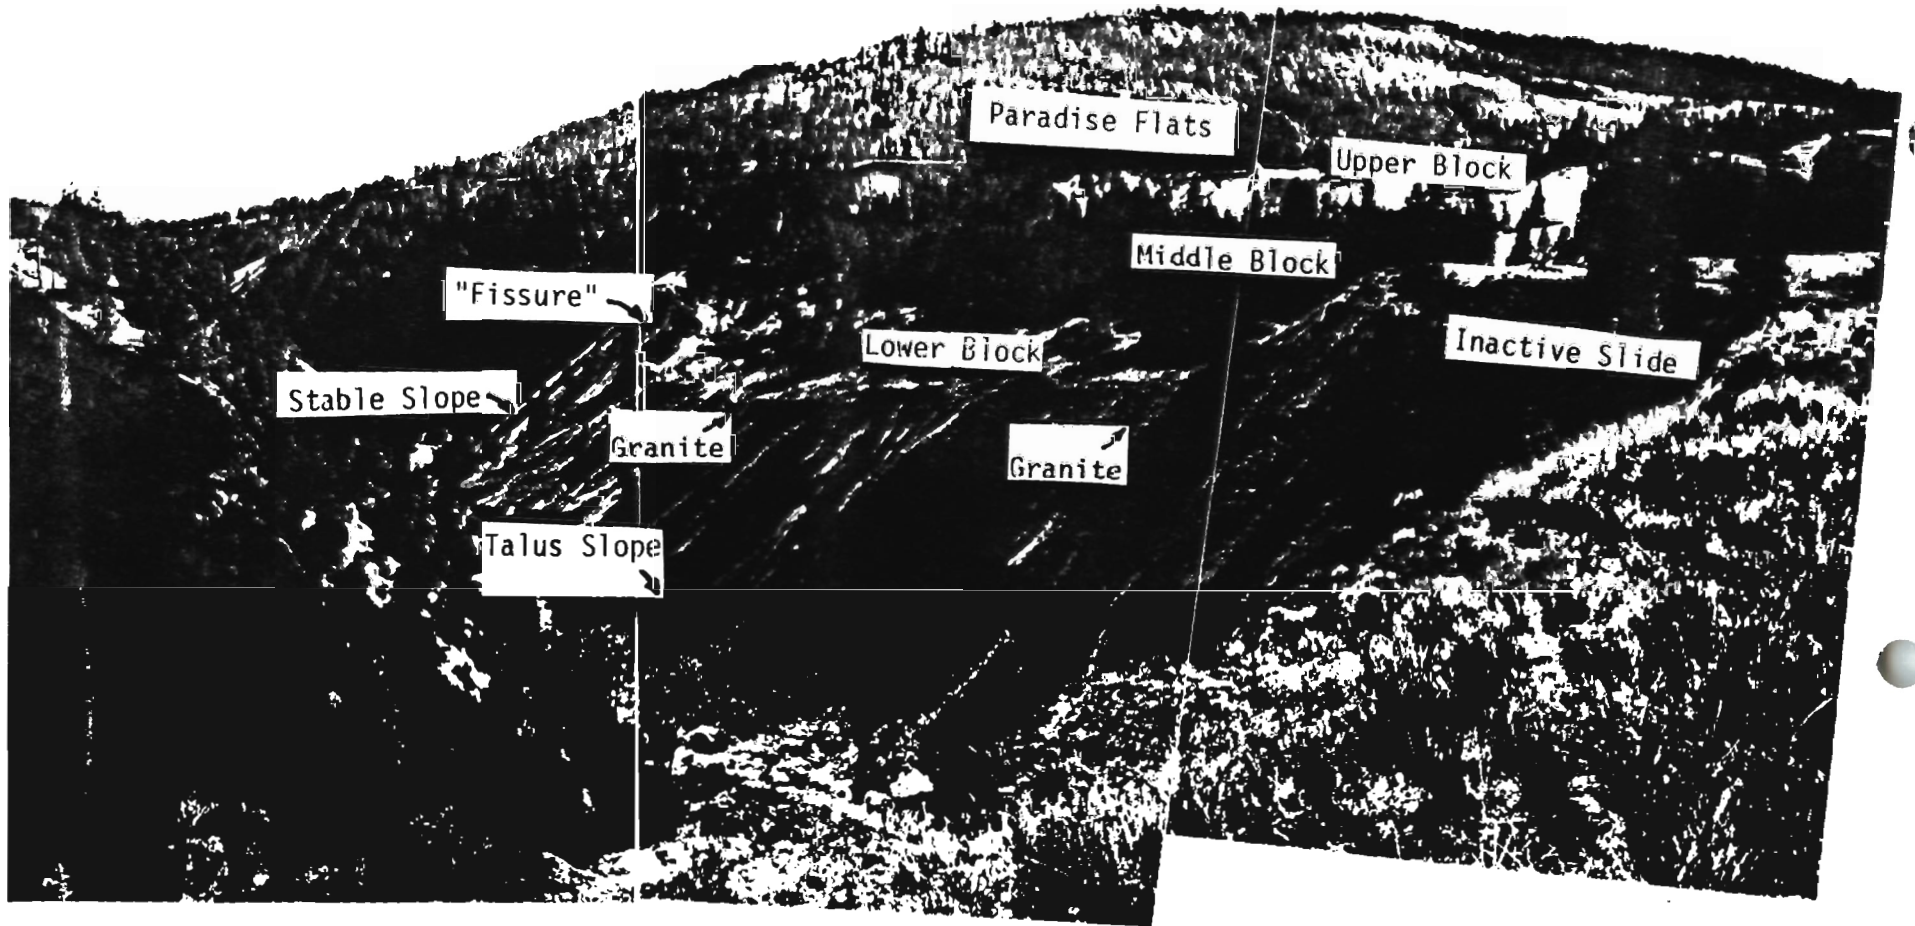 Paradise Flats
Upper Block
Middle Block
"Fissure"
Lower Block
Inactive Slide
Stable Slope
Granite
Granite
Talus Slope